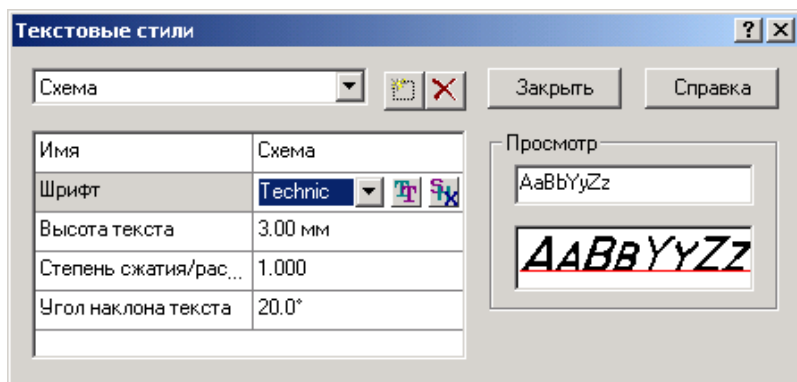 Текстовые стили
Схема
Закрыть
Справка
Имя Схема
Шрифт Technic
Высота текста 3.00 мм
Степень сжатия/рас... 1.000
Угол наклона текста 20.0°
Просмотр
AaBbYyZz
AaBbYyZz